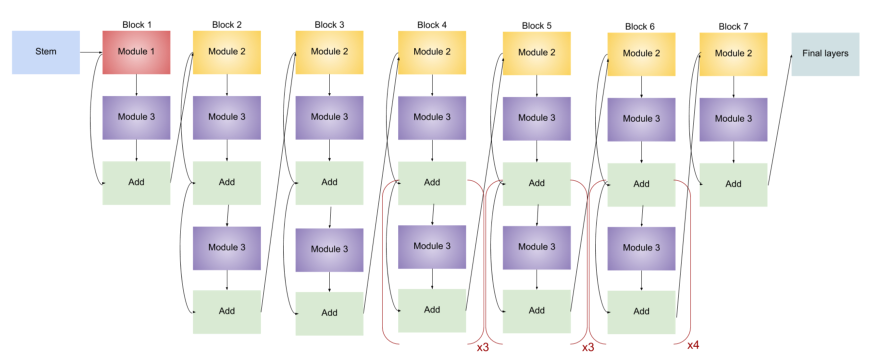 Block 1
Block 2
Block 3
Block 4
Block 5
Block 6
Block 7
Stem
Module 1
Module 2
Module 2
Module 2
Module 2
Module 2
Module 2
Final layers
Module 3
Module 3
Module 3
Module 3
Module 3
Module 3
Module 3
Add
Add
Add
Add
Add
Add
Add
Module 3
Module 3
Module 3
Module 3
Module 3
Add
Add
Add
Add
Add
x3
x3
x4